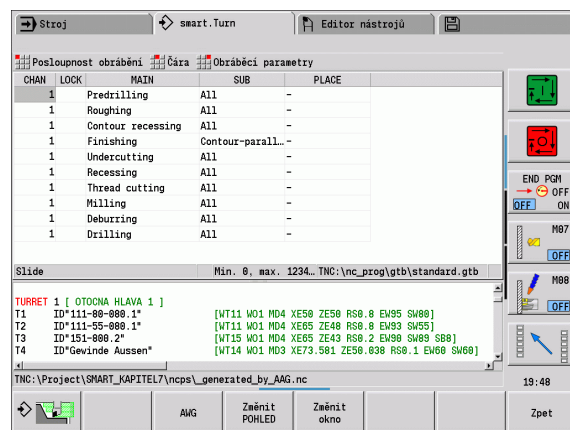 Stroj
smart.Turn
Editor nástrojů
Posloupnost obrábění Čára Obráběcí parametry
CHAN LOCK MAIN SUB PLACE
1 Predrilling All -
1 Roughing All -
1 Contour recessing All -
1 Finishing Contour-parall… -
1 Undercutting All -
1 Recessing All -
1 Thread cutting All -
1 Milling All -
1 Deburring All -
1 Drilling All -
Slide Min. 0, max. 1234… TNC:\nc_prog\gtb\standard.gtb
TURRET 1 [ OTOCNA HLAVA 1 ]
T1 ID"111-80-080.1" [WT11 WO1 MD4 XE50 ZE50 RS0.8 EW95 SW80]
T2 ID"111-55-080.1" [WT11 WO1 MD4 XE65 ZE48 RS0.8 EW93 SW55]
T3 ID"151-800.2" [WT15 WO1 MD4 XE65 ZE43 RS0.2 EW90 SW89 SB8]
T4 ID"Gewinde Aussen" [WT14 WO1 MD3 XE73.581 ZE50.038 RS0.1 EW60 SW60]
TNC:\Project\SMART_KAPITEL7\ncps\_generated_by_AAG.nc
AWG
Změnit
POHLED
Změnit
okno
END PGM
OFF
OFF ON
M07
OFF
M08
OFF
19:48
Zpet